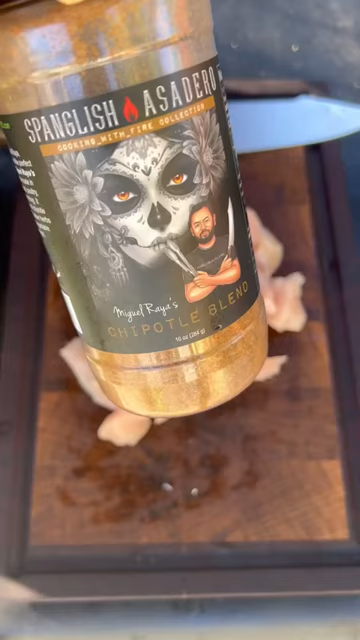 SPANGLISH ASADERO
COOKING WITH FIRE COLLECTION
Miguel Raya's
CHIPOTLE BLEND
10 oz (284 g)